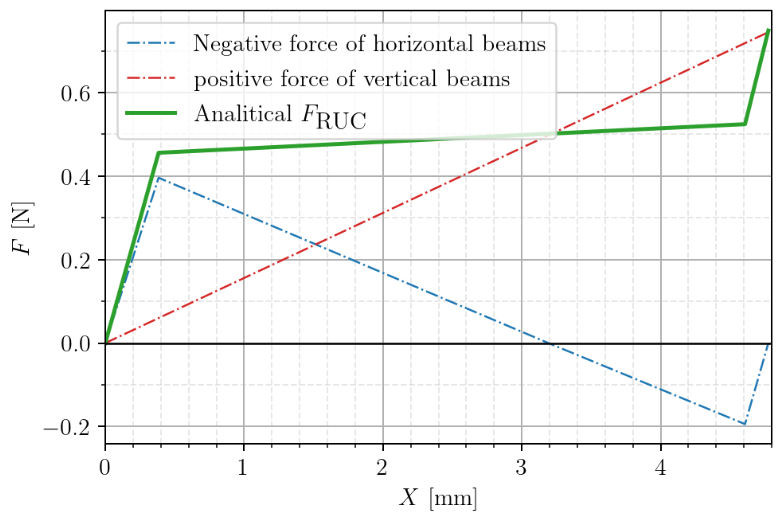 Negative force of horizontal beams
positive force of vertical beams
Analitical F_RUC
0.6
0.4
0.2
0.0
−0.2
F [N]
0 1 2 3 4
X [mm]